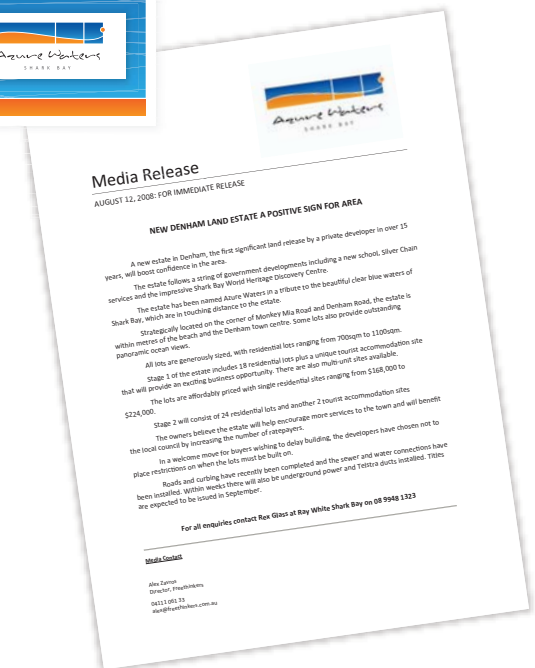 Azure Waters
SHARK BAY
Azure Waters
SHARK BAY
Media Release
AUGUST 12, 2008: FOR IMMEDIATE RELEASE
NEW DENHAM LAND ESTATE A POSITIVE SIGN FOR AREA
A new estate in Denham, the first significant land release by a private developer in over 15
years, will boost confidence in the area.
The estate follows a string of government developments including a new school, Silver Chain
services and the impressive Shark Bay World Heritage Discovery Centre.
The estate has been named Azure Waters in a tribute to the beautiful clear blue waters of
Shark Bay, which are in touching distance to the estate.
Strategically located on the corner of Monkey Mia Road and Denham Road, the estate is
within metres of the beach and the Denham town centre. Some lots also provide outstanding
panoramic ocean views.
All lots are generously sized, with residential lots ranging from 700sqm to 1100sqm.
Stage 1 of the estate includes 18 residential lots plus a unique tourist accommodation site
that will provide an exciting business opportunity. There are also multi-unit sites available.
The lots are affordably priced with single residential sites ranging from $168,000 to
$224,000.
Stage 2 will consist of 24 residential lots and another 2 tourist accommodation sites
The owners believe the estate will help encourage more services to the town and will benefit
the local council by increasing the number of ratepayers.
In a welcome move for buyers wishing to delay building, the developers have chosen not to
place restrictions on when the lots must be built on.
Roads and curbing have recently been completed and the sewer and water connections have
been installed. Within weeks there will also be underground power and Telstra ducts installed. Titles
are expected to be issued in September.
For all enquiries contact Rex Glass at Ray White Shark Bay on 08 9948 1323
Media Contact
Alex
Director, Freethinkers
alex@freethinkers.com.au